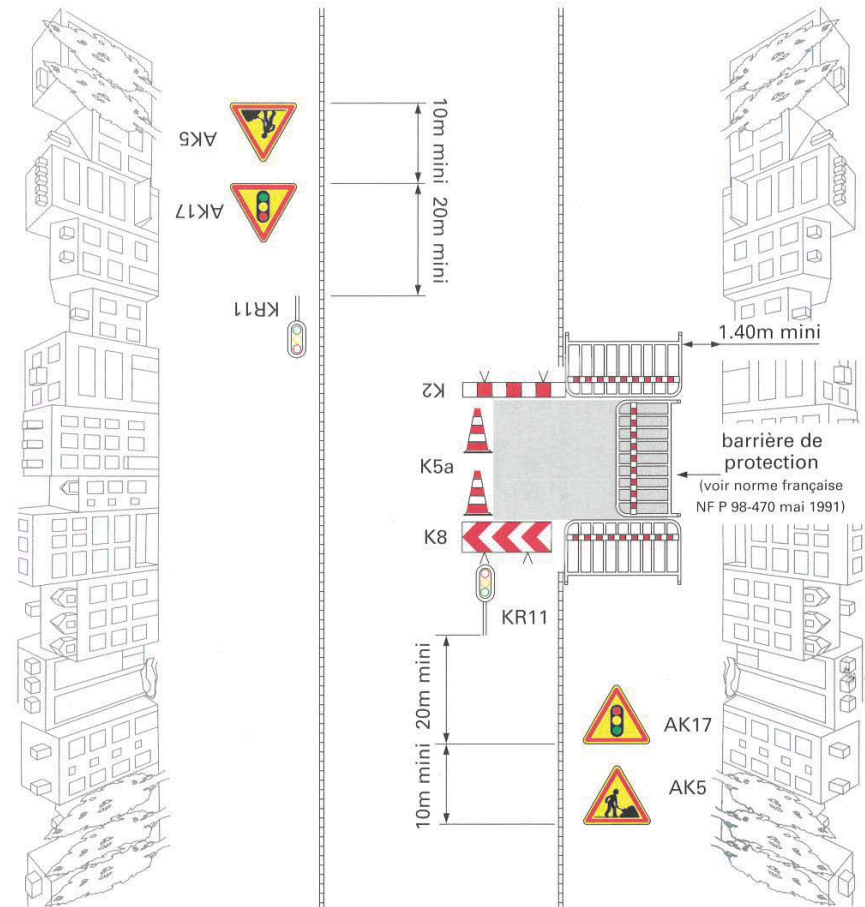 AK5
10m mini
AK17
20m mini
KR11
1.40m mini
K2
K5a
barrière de
protection
(voir norme française
NF P 98-470 mai 1991)
K8
KR11
20m mini
AK17
10m mini
AK5